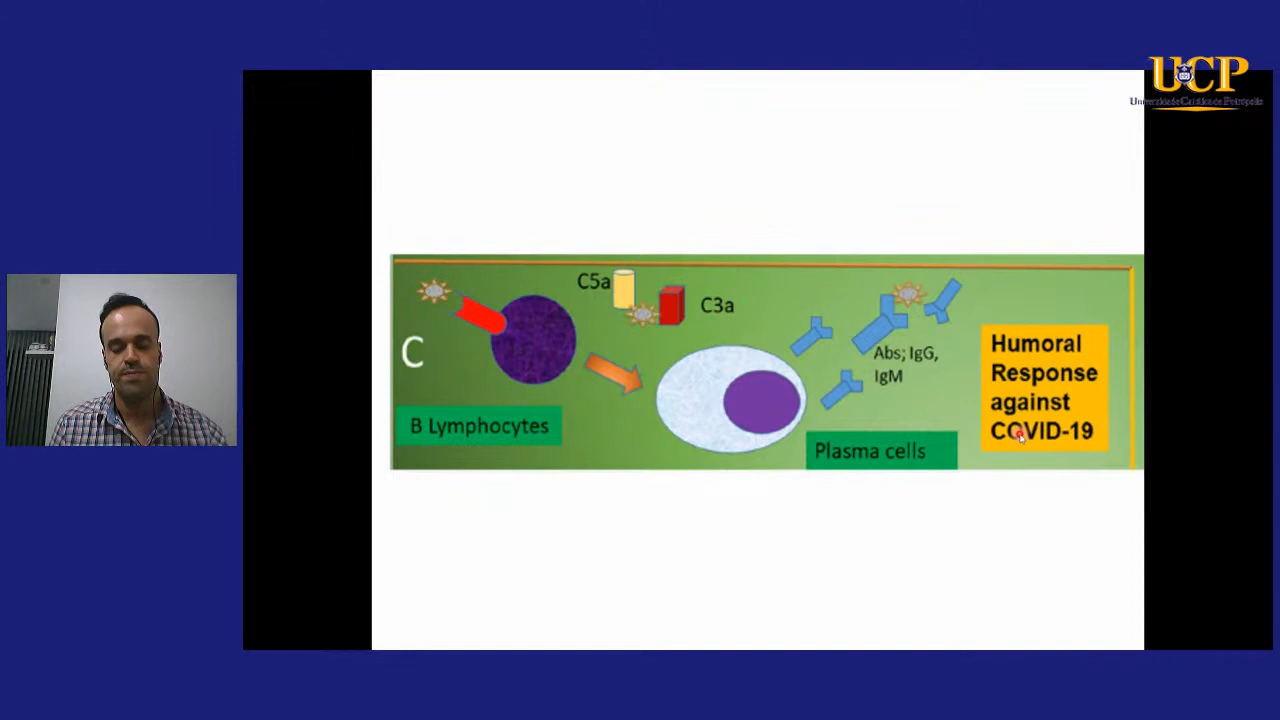 UCP
Universidade Católica de Petrópolis
C5a
C3a
C
Abs; IgG,
IgM
B Lymphocytes
Plasma cells
Humoral
Response
against
COVID-19